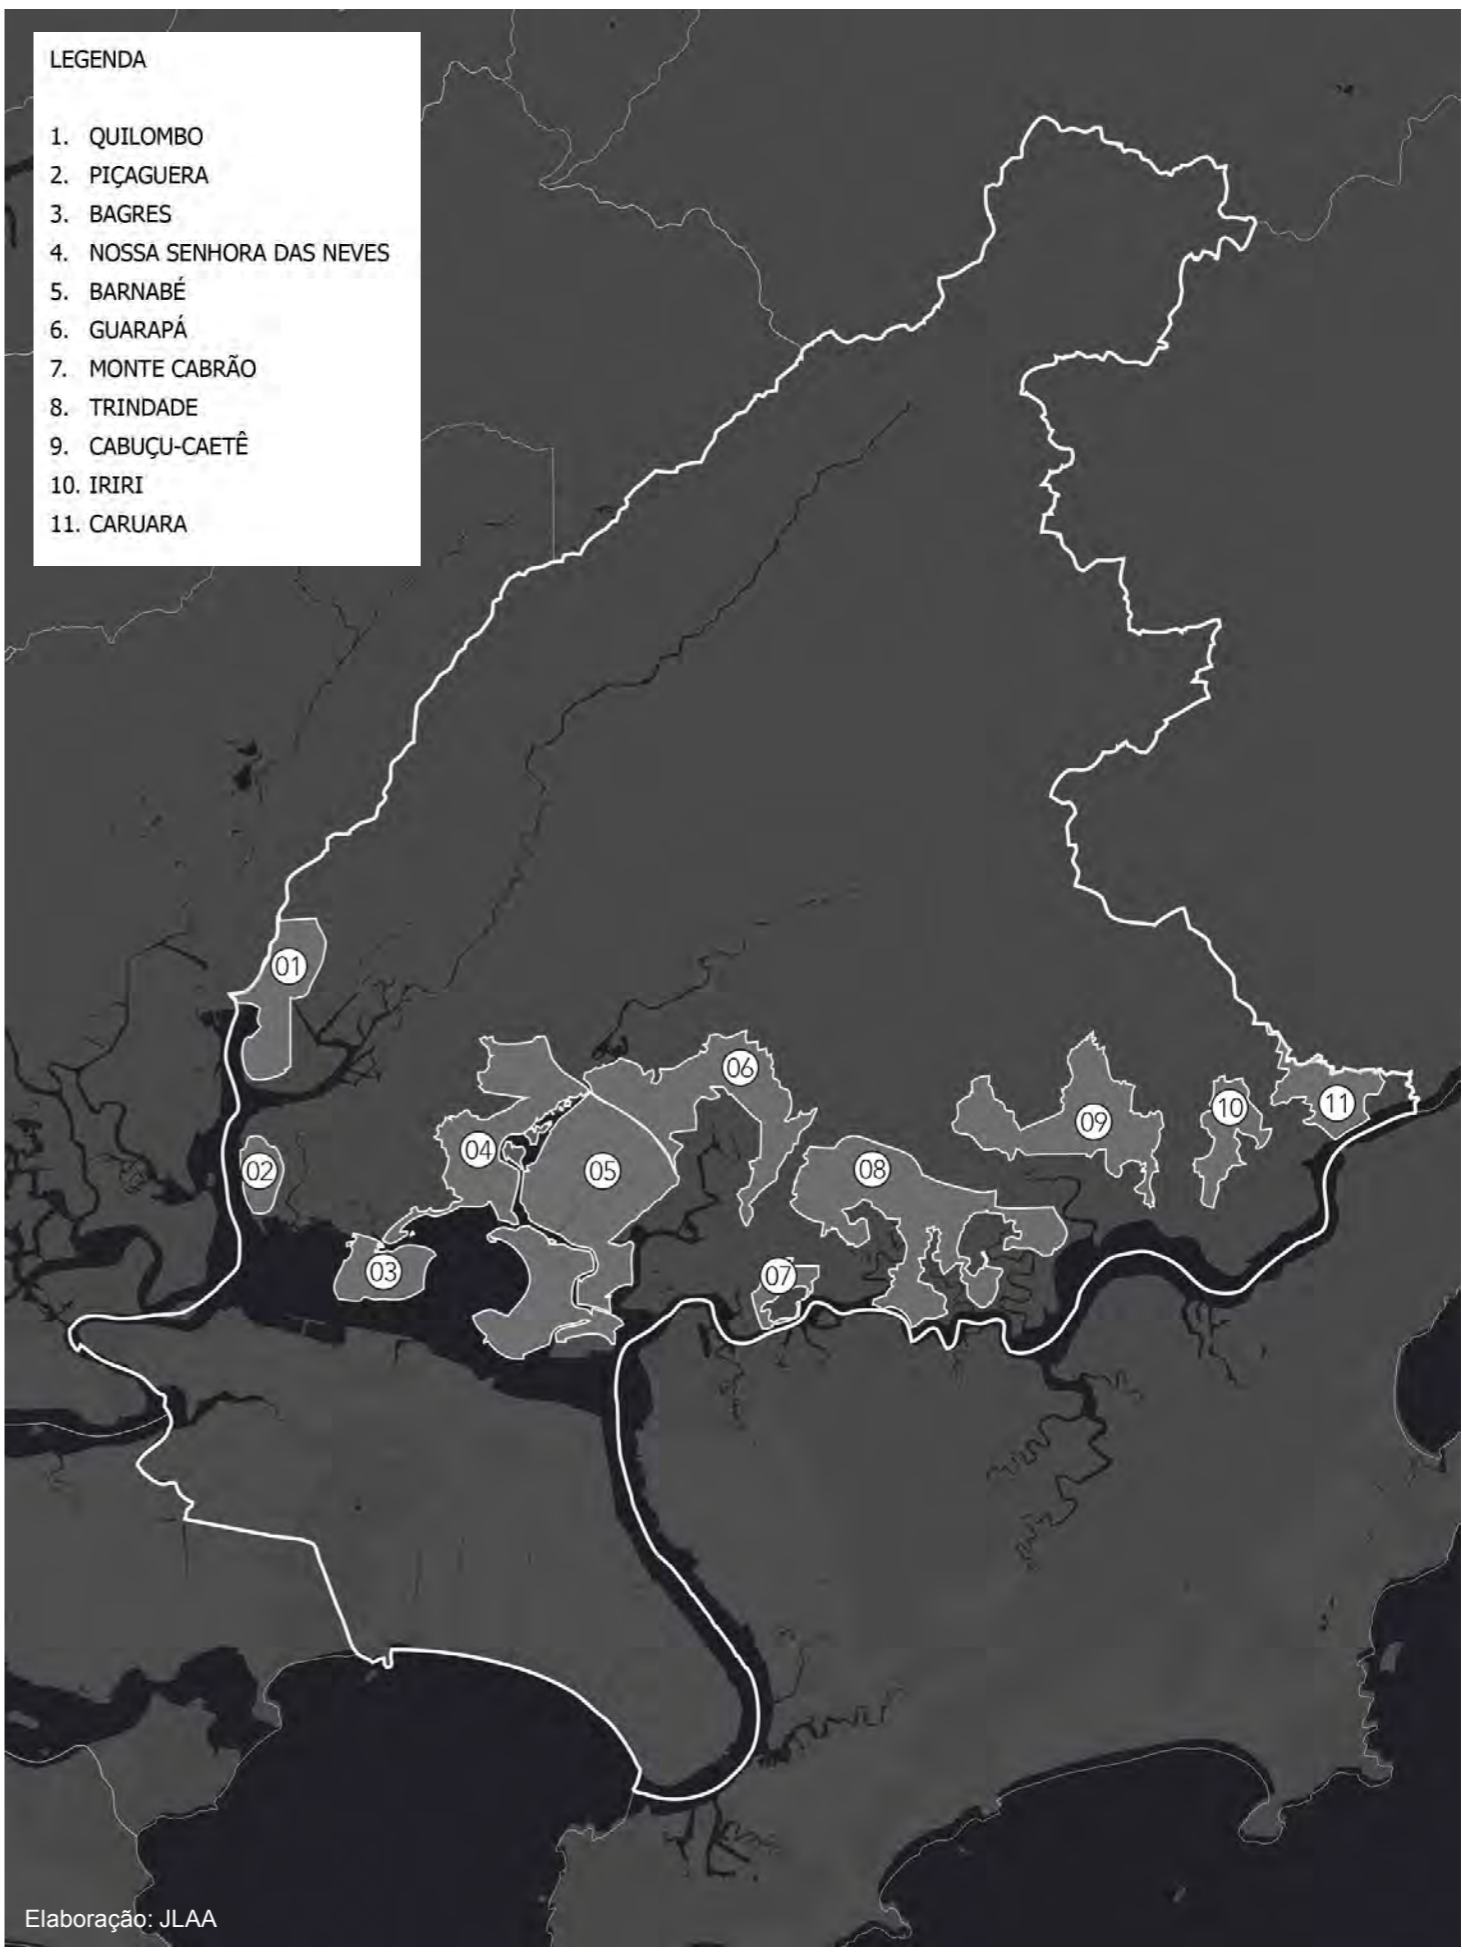 LEGENDA
1. QUILOMBO
2. PIÇAGUERA
3. BAGRES
4. NOSSA SENHORA DAS NEVES
5. BARNABÉ
6. GUARAPÁ
7. MONTE CABRÃO
8. TRINDADE
9. CABUÇU-CAETÊ
10. IRIRI
11. CARUARA
01
02
03
04
05
06
07
08
09
10
11
Elaboração: JLAA